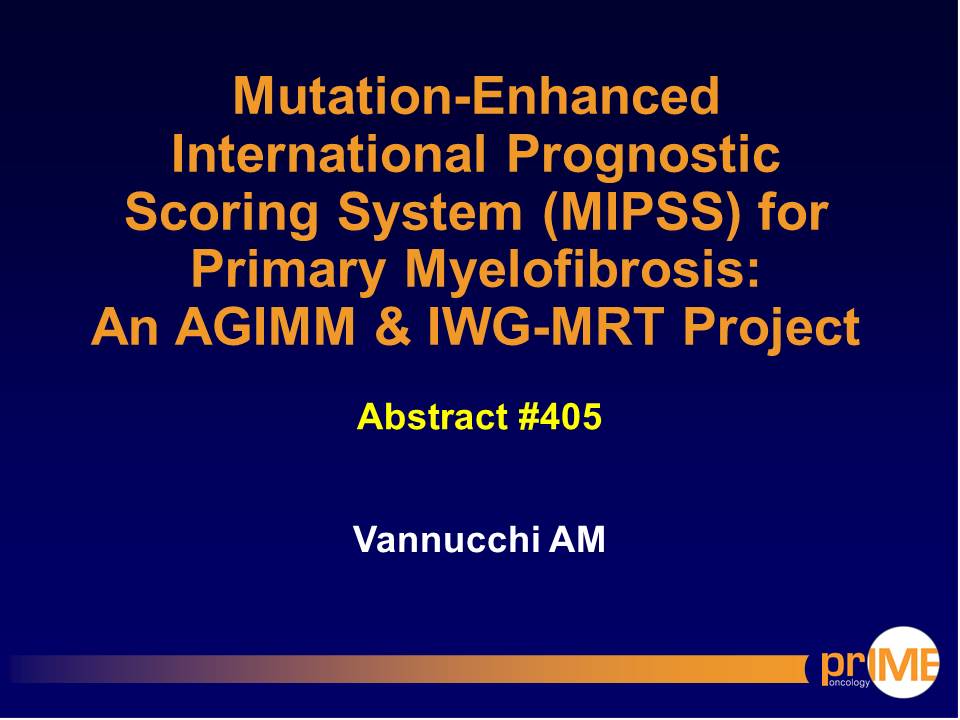 Mutation-Enhanced
International Prognostic
Scoring System (MIPSS) for
Primary Myelofibrosis:
An AGIMM & IWG-MRT Project
Abstract #405
Vannucchi AM
prIME
oncology